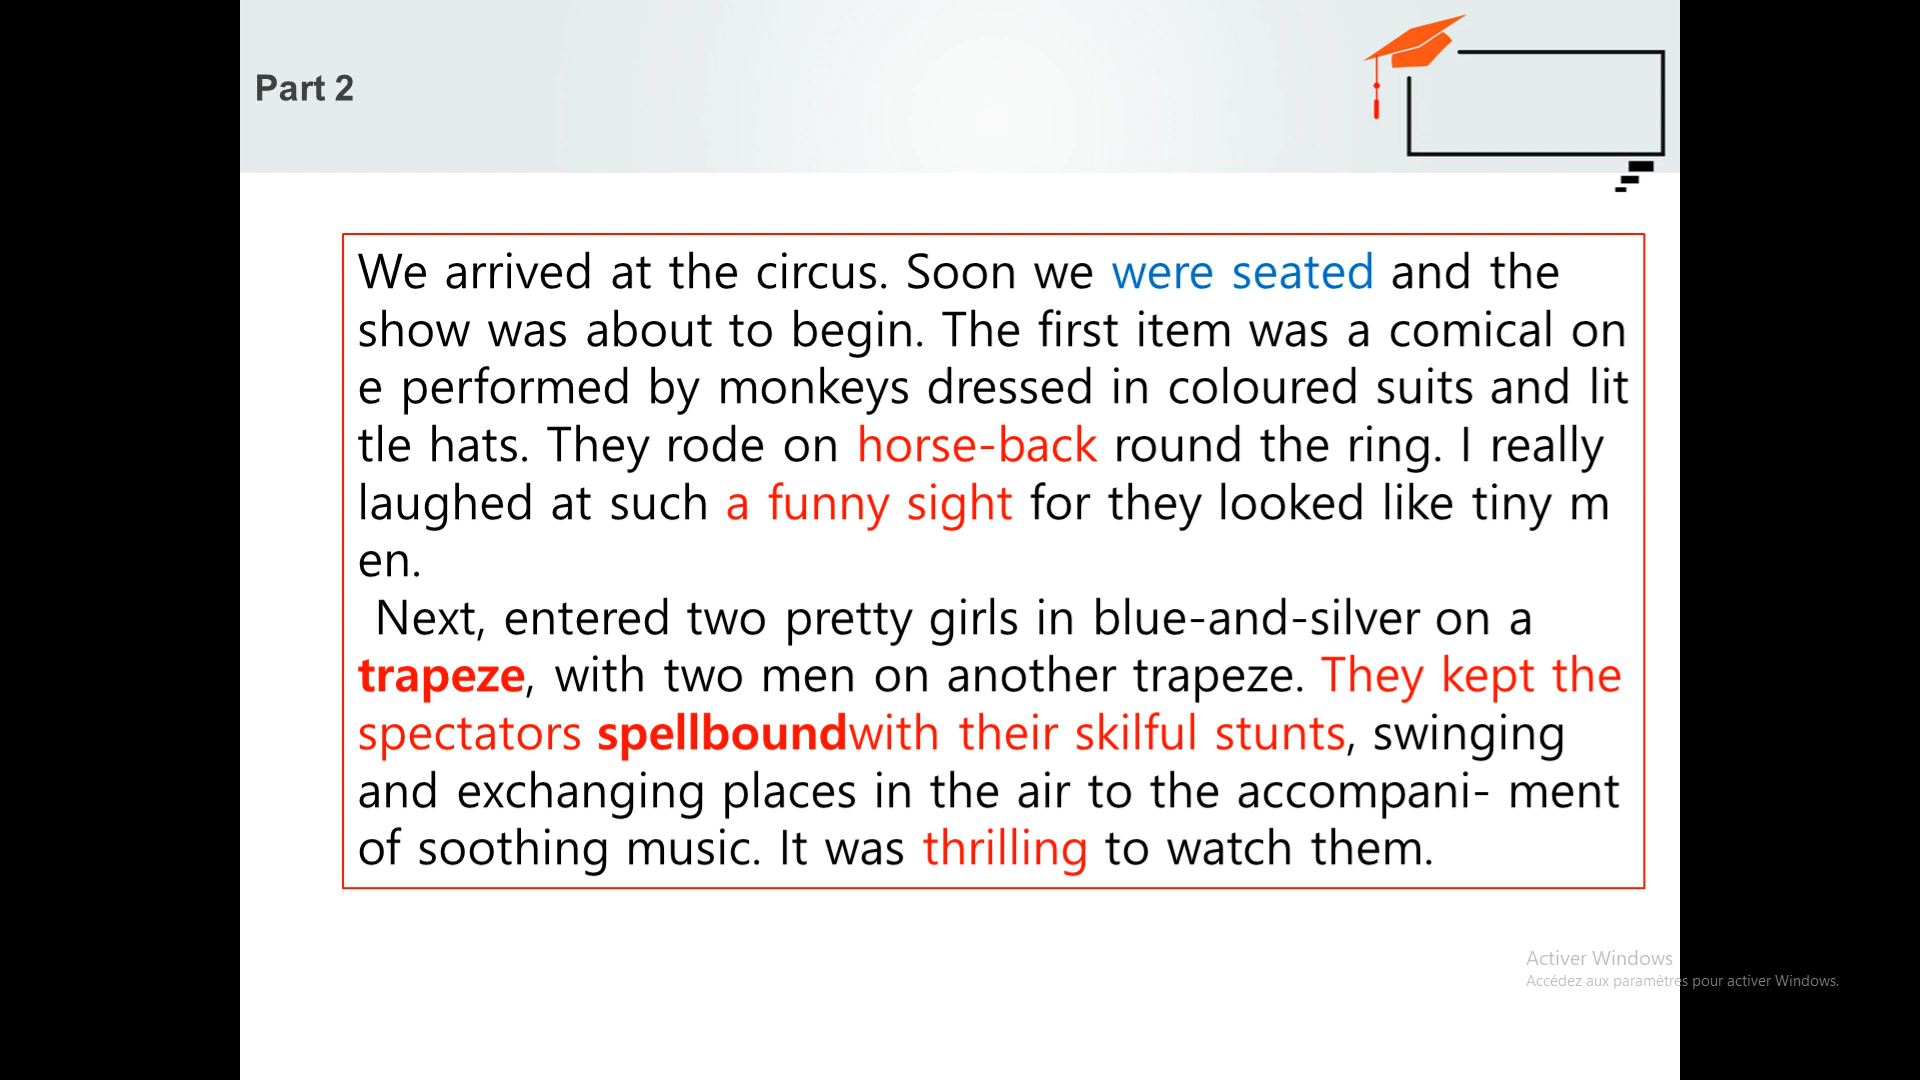 Part 2
We arrived at the circus. Soon we were seated and the
show was about to begin. The first item was a comical on
e performed by monkeys dressed in coloured suits and lit
tle hats. They rode on horse-back round the ring. I really
laughed at such a funny sight for they looked like tiny m
en.
Next, entered two pretty girls in blue-and-silver on a
trapeze, with two men on another trapeze. They kept the
spectators spellboundwith their skilful stunts, swinging
and exchanging places in the air to the accompani- ment
of soothing music. It was thrilling to watch them.
Activer Windows
Accédez aux paramètres pour activer Windows.